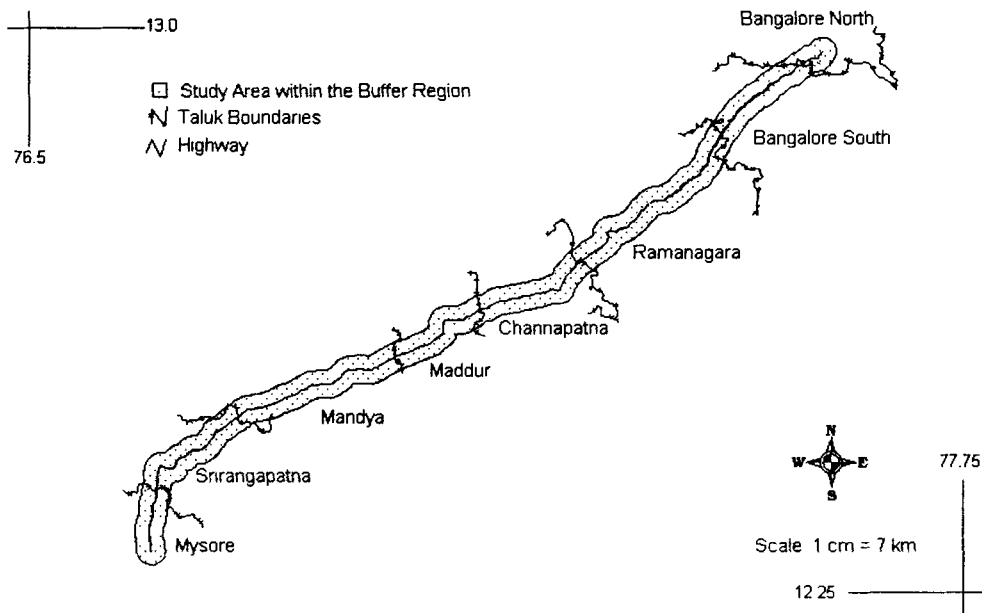 Bangalore North
13.0
Study Area within the Buffer Region
Taluk Boundaries
Highway
76.5
Bangalore South
Ramanagara
Channapatna
Maddur
Mandya
Srirangapatna
Mysore
N
W E
S
77.75
Scale 1 cm = 7 km
12 25